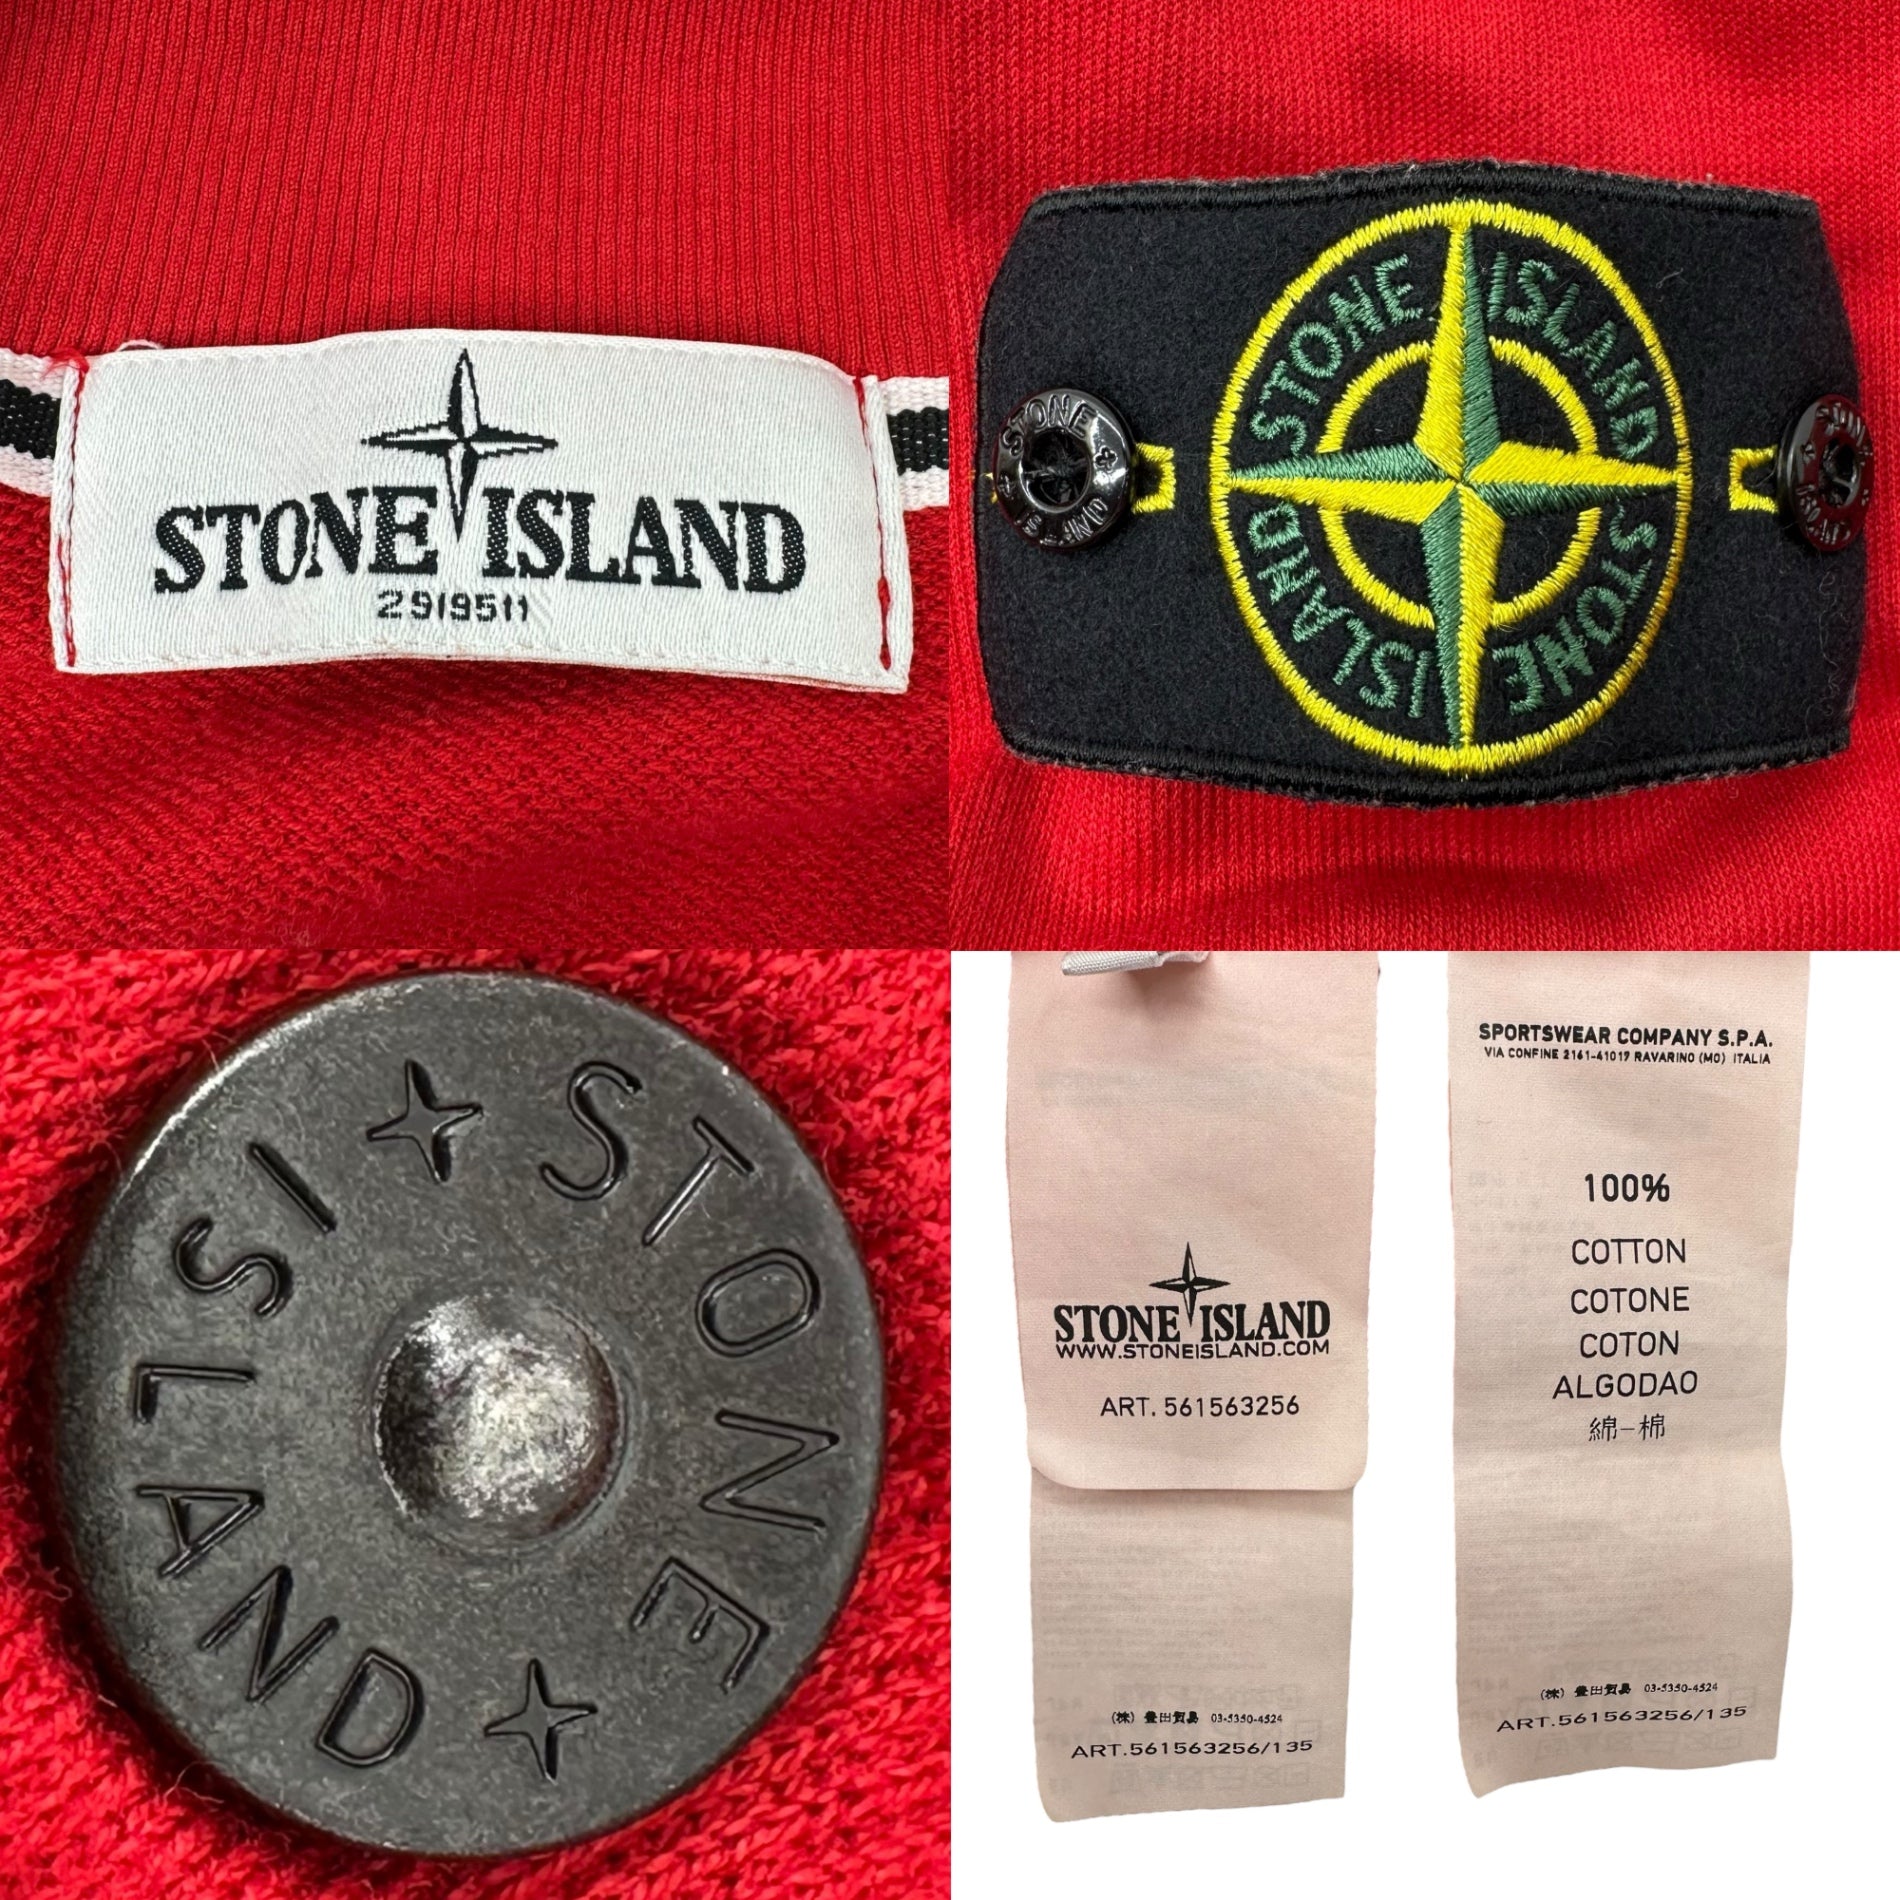 STONE ISLAND
2919511
STONE ISLAND
STONE ISLAND
STONE
ISLAND
STONE
ISLAND
STONE ISLAND
STONE ISLAND
WWW.STONEISLAND.COM
ART. 561563256
(株) 豊田貿易 03-5350-4524
ART.561563256/135
SPORTSWEAR COMPANY S.P.A.
VIA CONFINE 2161-41017 RAVARINO (MO) ITALIA
100%
COTTON
COTONE
COTON
ALGODAO
綿-棉
(株) 豊田貿易 03-5350-4524
ART.561563256/135